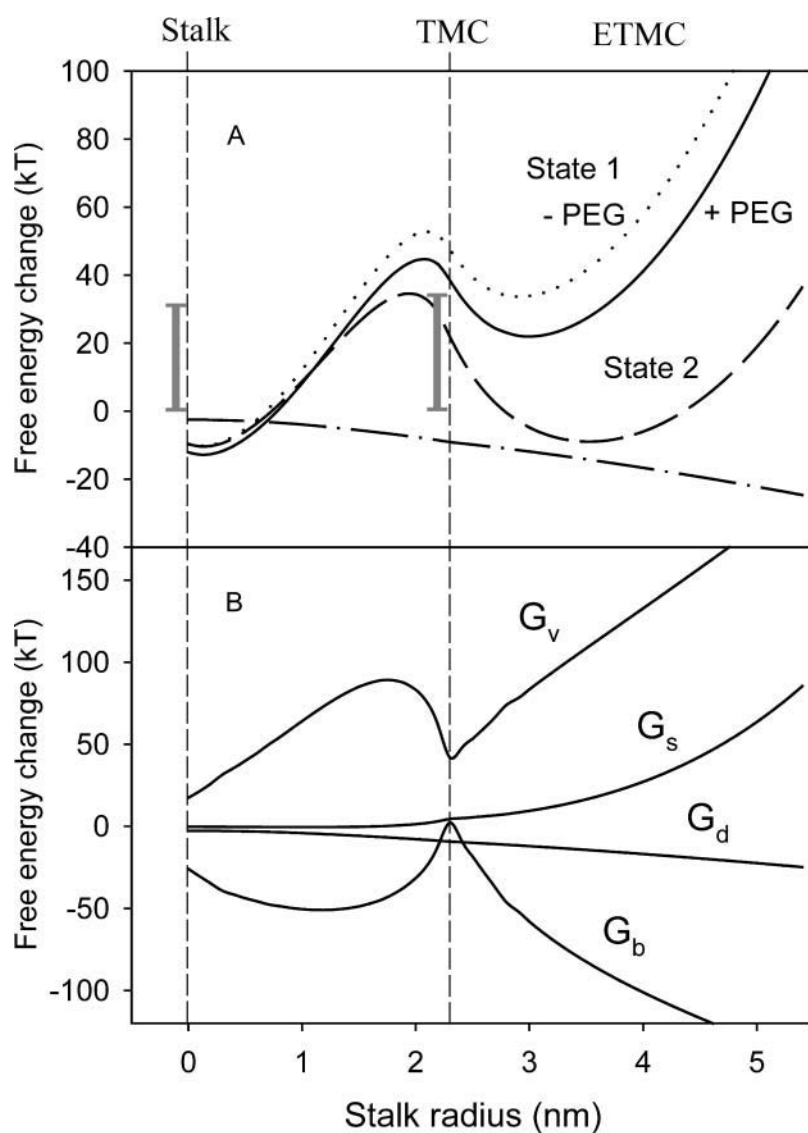 Stalk TMC ETMC
100
80
60
40
20
0
-20
-40
Free energy change (kT)
A
State 1
- PEG
+ PEG
State 2
150
100
50
0
-50
-100
Free energy change (kT)
B
Gv
Gs
Gd
Gb
0 1 2 3 4 5
Stalk radius (nm)